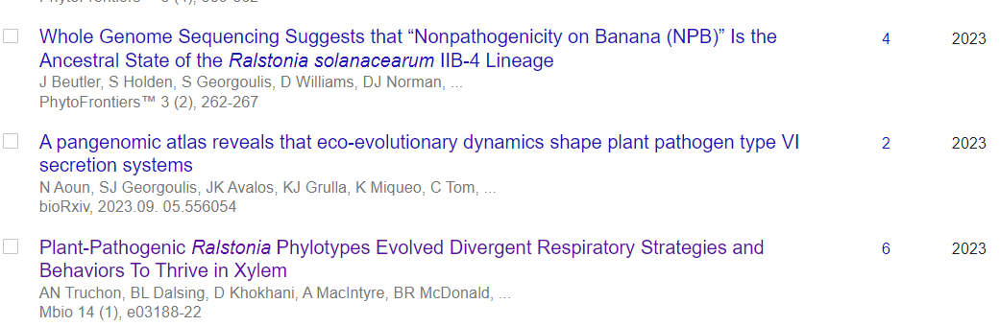 Whole Genome Sequencing Suggests that “Nonpathogenicity on Banana (NPB)” Is the 4 2023
Ancestral State of the Ralstonia solanacearum IIB-4 Lineage
J Beutler, S Holden, S Georgoulis, D Williams, DJ Norman, ...
PhytoFrontiers™ 3 (2), 262-267
A pangenomic atlas reveals that eco-evolutionary dynamics shape plant pathogen type VI 2 2023
secretion systems
N Aoun, SJ Georgoulis, JK Avalos, KJ Grulla, K Miqueo, C Tom, ...
bioRxiv, 2023.09. 05.556054
Plant-Pathogenic Ralstonia Phylotypes Evolved Divergent Respiratory Strategies and 6 2023
Behaviors To Thrive in Xylem
AN Truchon, BL Dalsing, D Khokhani, A MacIntyre, BR McDonald, ...
Mbio 14 (1), e03188-22